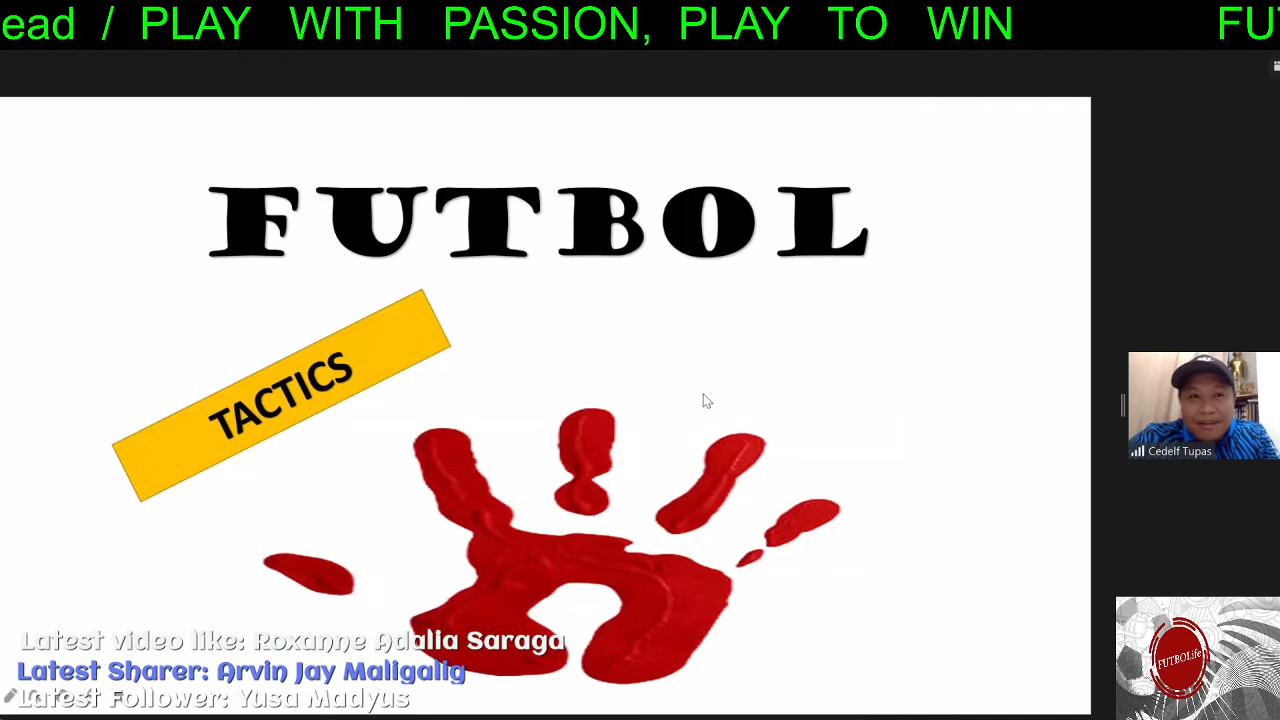 ead / PLAY WITH PASSION, PLAY TO WIN FUT
FUTBOL
TACTICS
Cedelf Tupas
FUTBOLife
Latest video like: Roxanne Adalia Saraga
Latest Sharer: Arvin Jay Maligalig
Latest Follower: Yusa Madyus